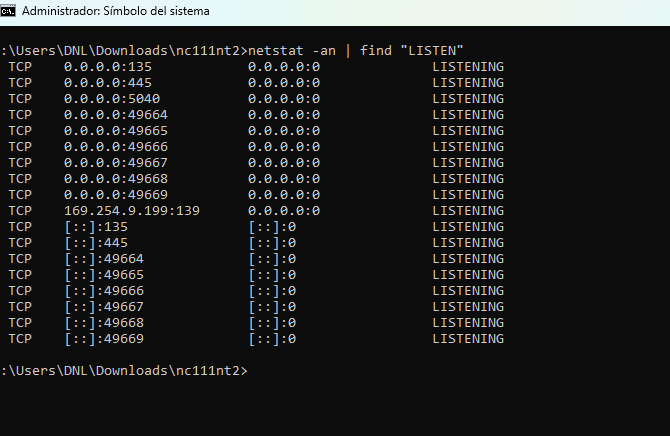 Administrador: Símbolo del sistema
:\Users\DNL\Downloads\nc111nt2>netstat -an | find "LISTEN"
TCP    0.0.0.0:135            0.0.0.0:0              LISTENING
TCP    0.0.0.0:445            0.0.0.0:0              LISTENING
TCP    0.0.0.0:5040           0.0.0.0:0              LISTENING
TCP    0.0.0.0:49664          0.0.0.0:0              LISTENING
TCP    0.0.0.0:49665          0.0.0.0:0              LISTENING
TCP    0.0.0.0:49666          0.0.0.0:0              LISTENING
TCP    0.0.0.0:49667          0.0.0.0:0              LISTENING
TCP    0.0.0.0:49668          0.0.0.0:0              LISTENING
TCP    0.0.0.0:49669          0.0.0.0:0              LISTENING
TCP    169.254.9.199:139      0.0.0.0:0              LISTENING
TCP    [::]:135               [::]:0                 LISTENING
TCP    [::]:445               [::]:0                 LISTENING
TCP    [::]:49664             [::]:0                 LISTENING
TCP    [::]:49665             [::]:0                 LISTENING
TCP    [::]:49666             [::]:0                 LISTENING
TCP    [::]:49667             [::]:0                 LISTENING
TCP    [::]:49668             [::]:0                 LISTENING
TCP    [::]:49669             [::]:0                 LISTENING
:\Users\DNL\Downloads\nc111nt2>